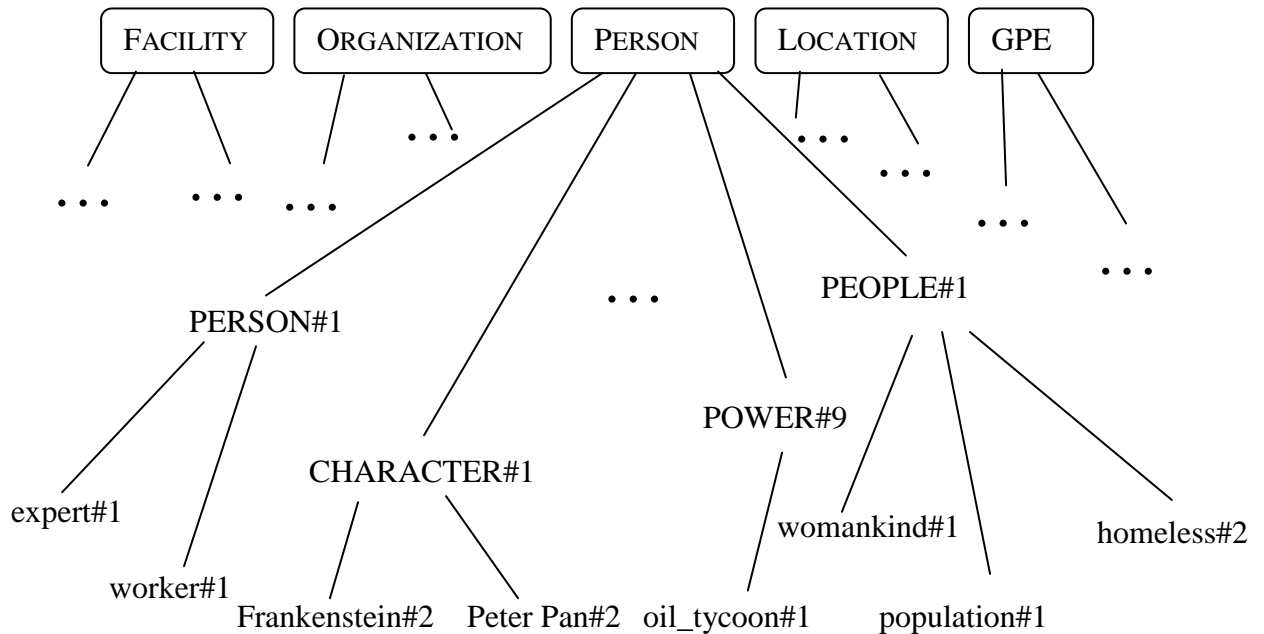 FACILITY ORGANIZATION PERSON LOCATION GPE
... ... ... ... ...
... ... ... ...
PERSON#1 ... PEOPLE#1
POWER#9
CHARACTER#1
expert#1 womankind#1 homeless#2
worker#1 Frankenstein#2 Peter Pan#2 oil_tycoon#1 population#1